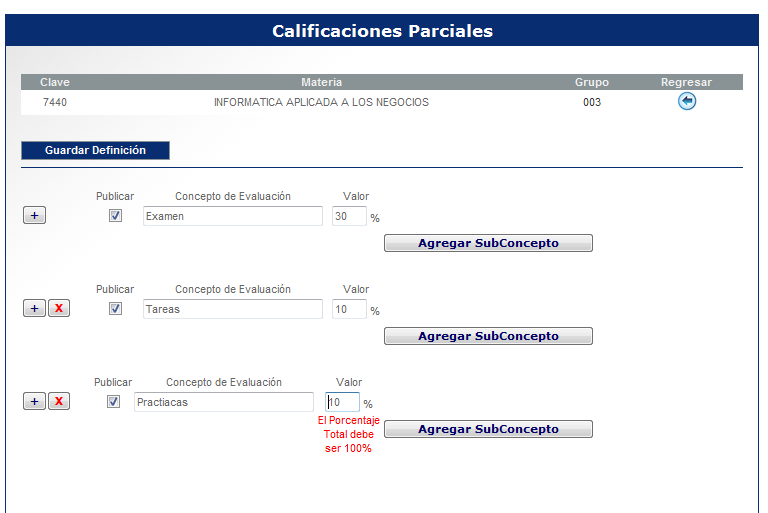 Calificaciones Parciales
Clave Materia Grupo Regresar
7440 INFORMATICA APLICADA A LOS NEGOCIOS 003
Guardar Definición
Publicar Concepto de Evaluación Valor
+ Examen 30 %
Agregar SubConcepto
Publicar Concepto de Evaluación Valor
+ X Tareas 10 %
Agregar SubConcepto
Publicar Concepto de Evaluación Valor
+ X Practiacas 10 %
El Porcentaje
Total debe
ser 100%
Agregar SubConcepto